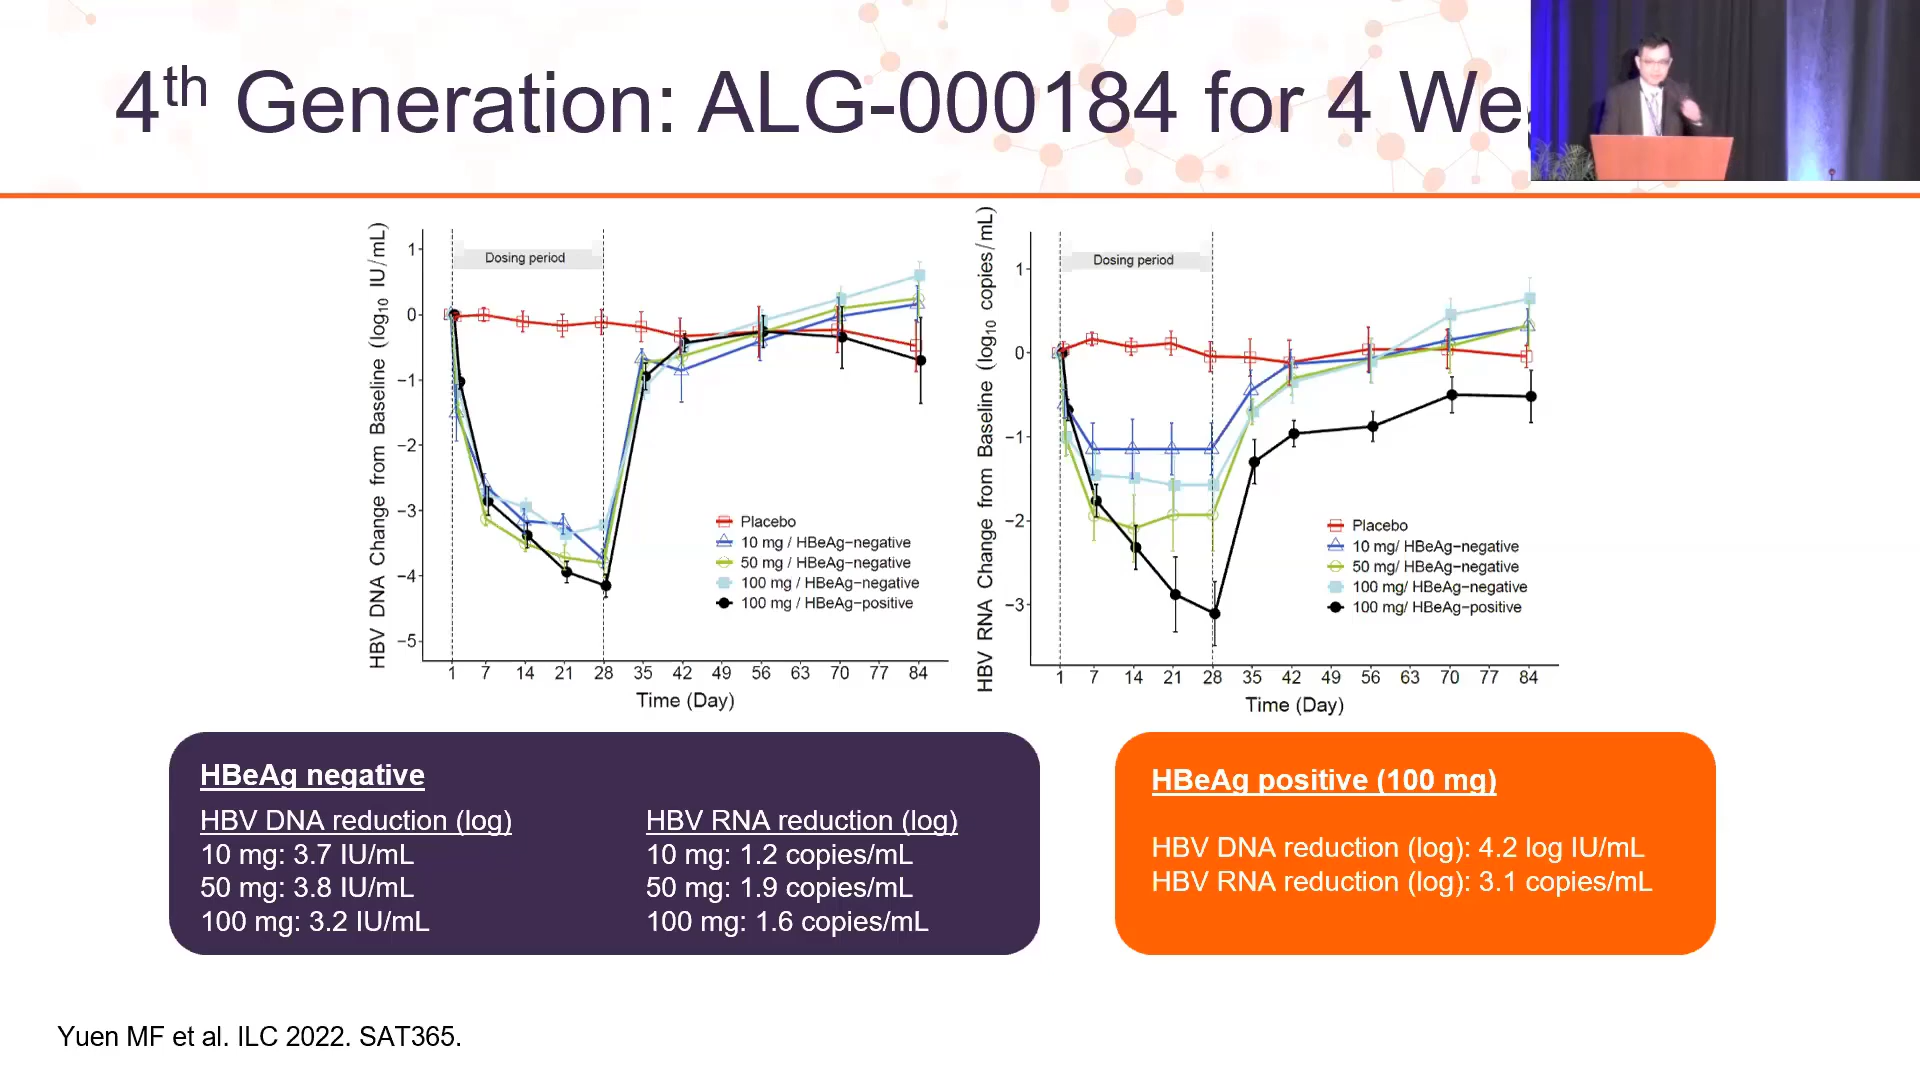 4th Generation: ALG-000184 for 4 We
HBV DNA Change from Baseline (log10 IU/mL)
Dosing period
1
0
−1
−2
−3
−4
−5
Placebo
10 mg / HBeAg−negative
50 mg / HBeAg−negative
100 mg / HBeAg−negative
100 mg / HBeAg−positive
1 7 14 21 28 35 42 49 56 63 70 77 84
Time (Day)
HBV RNA Change from Baseline (log10 copies/mL)
Dosing period
1
0
−1
−2
−3
Placebo
10 mg/ HBeAg−negative
50 mg/ HBeAg−negative
100 mg/ HBeAg−negative
100 mg/ HBeAg−positive
1 7 14 21 28 35 42 49 56 63 70 77 84
Time (Day)
HBeAg negative
HBV DNA reduction (log)
10 mg: 3.7 IU/mL
50 mg: 3.8 IU/mL
100 mg: 3.2 IU/mL
HBV RNA reduction (log)
10 mg: 1.2 copies/mL
50 mg: 1.9 copies/mL
100 mg: 1.6 copies/mL
HBeAg positive (100 mg)
HBV DNA reduction (log): 4.2 log IU/mL
HBV RNA reduction (log): 3.1 copies/mL
Yuen MF et al. ILC 2022. SAT365.